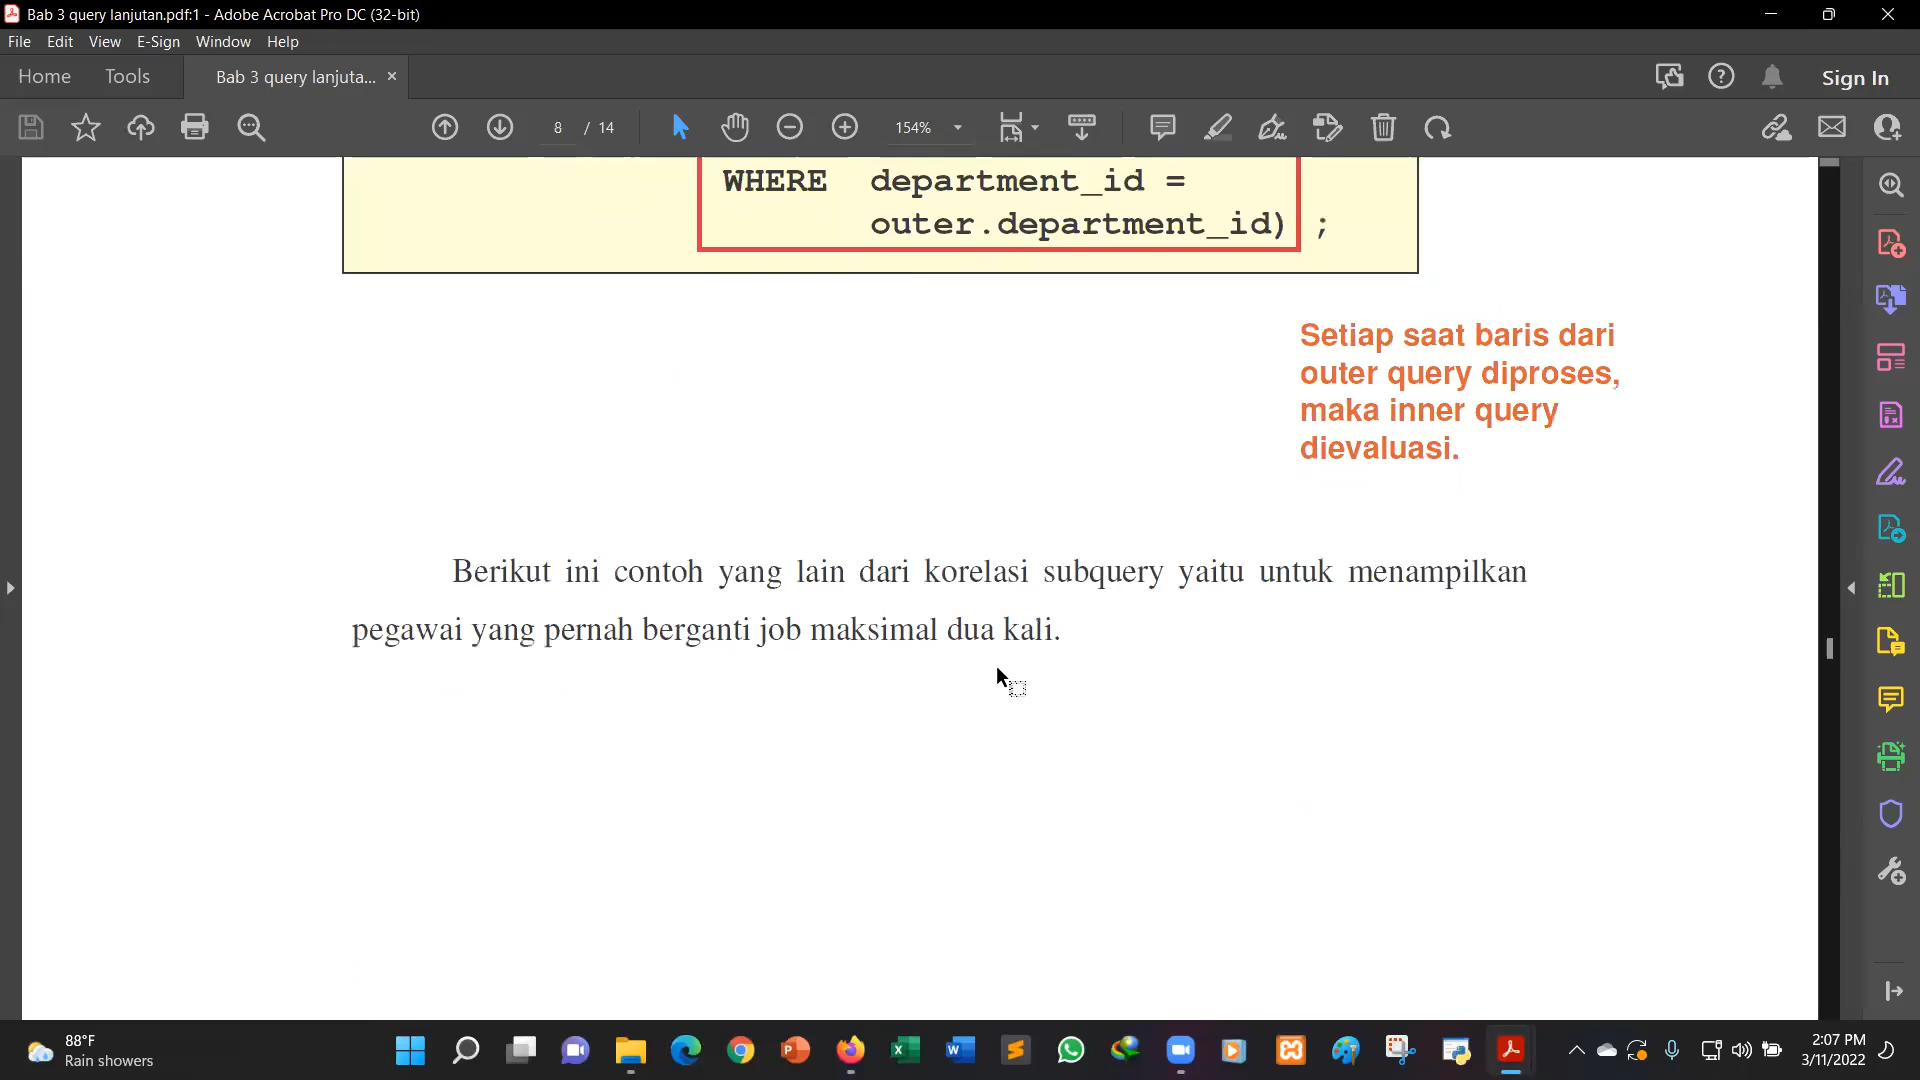 Bab 3 query lanjutan.pdf:1 - Adobe Acrobat Pro DC (32-bit)
File Edit View E-Sign Window Help
Home Tools Bab 3 query lanjuta... × Sign In
8 / 14 154%
WHERE department_id =
outer.department_id) ;
Setiap saat baris dari
outer query diproses,
maka inner query
dievaluasi.
Berikut ini contoh yang lain dari korelasi subquery yaitu untuk menampilkan
pegawai yang pernah berganti job maksimal dua kali.
88°F
Rain showers
2:07 PM
3/11/2022